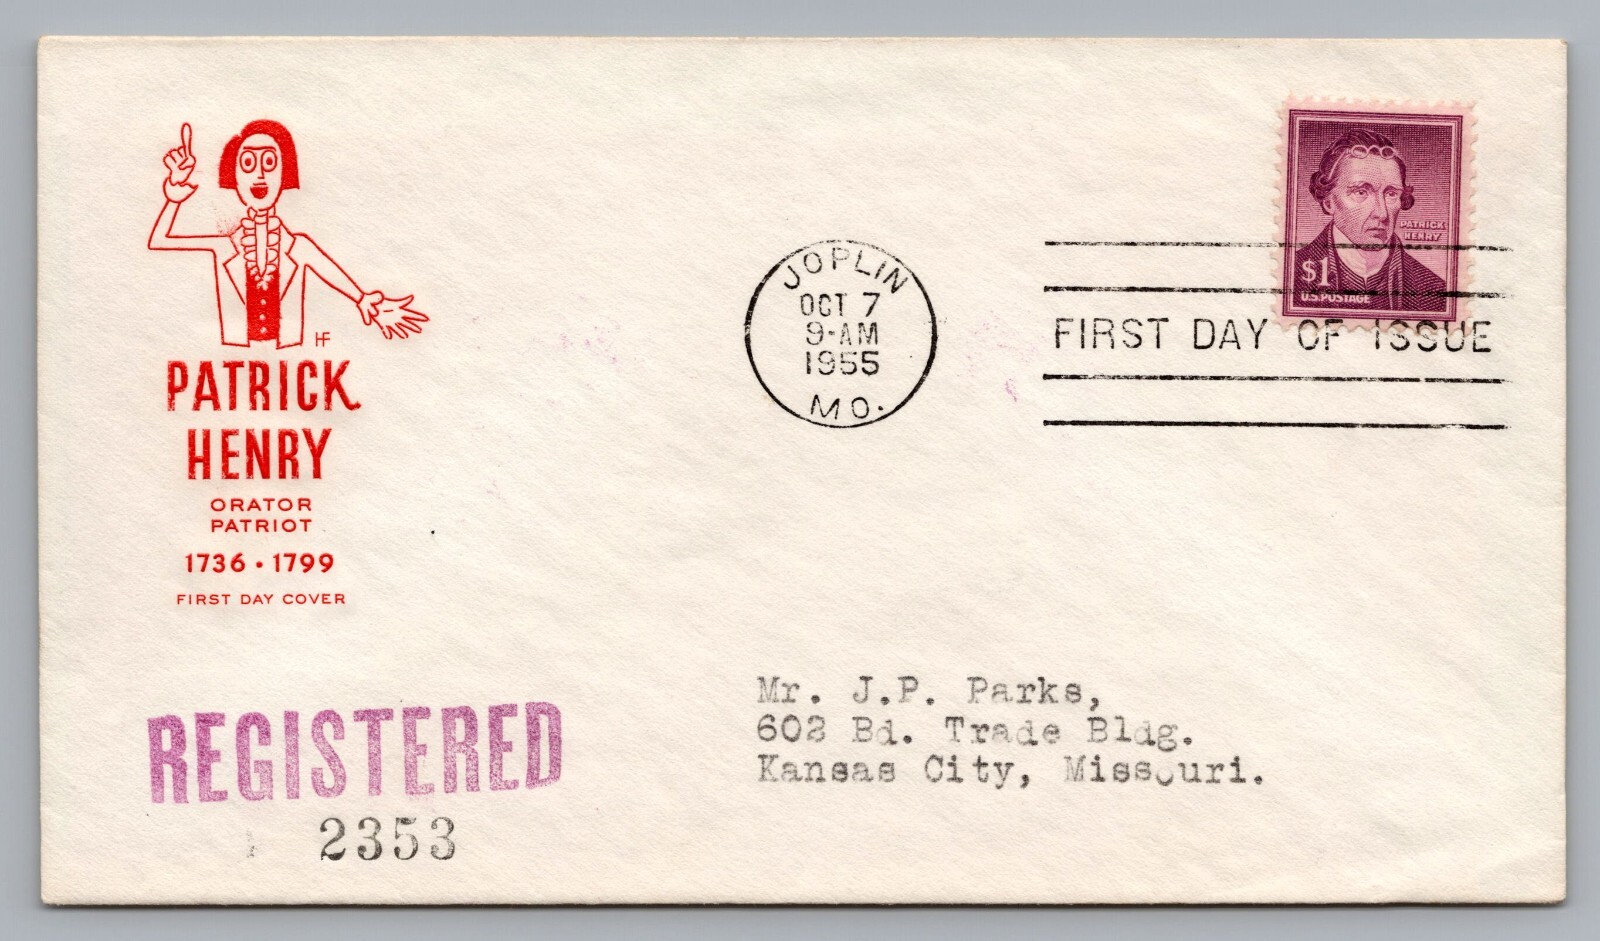 HF
PATRICK
HENRY
ORATOR
PATRIOT
1736 • 1799
FIRST DAY COVER
JOPLIN
OCT 7
9-AM
1955
MO.
PATRICK
HENRY
$1
U.S. POSTAGE
FIRST DAY OF ISSUE
REGISTERED
2353
Mr. J.P. Parks,
602 Bd. Trade Bldg.
Kansas City, Missouri.